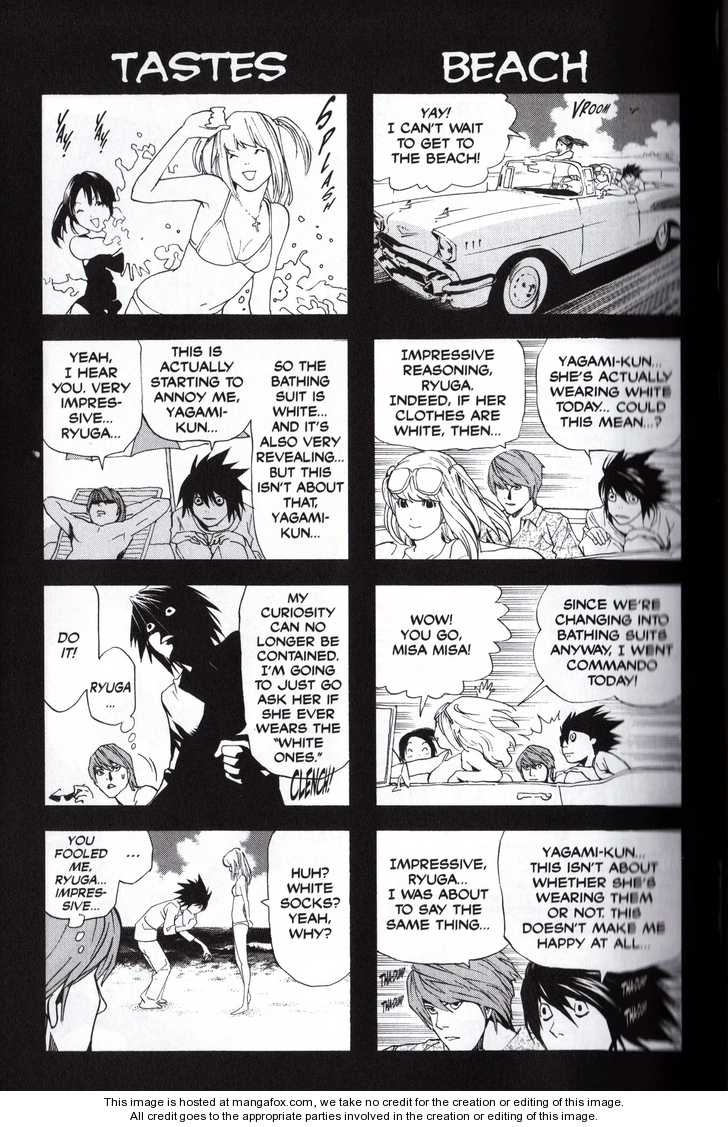 BEACH
YAY!
I CAN'T WAIT
TO GET TO
THE BEACH!
VROOM
YAGAMI-KUN...
SHE'S ACTUALLY
WEARING WHITE
TODAY... COULD
THIS MEAN...?
IMPRESSIVE
REASONING,
RYUGA.
INDEED, IF HER
CLOTHES ARE
WHITE, THEN...
SINCE WE'RE
CHANGING INTO
BATHING SUITS
ANYWAY, I WENT
COMMANDO
TODAY!
WOW!
YOU GO,
MISA MISA!
YAGAMI-KUN...
THIS ISN'T ABOUT
WHETHER SHE'S
WEARING THEM
OR NOT. THIS
DOESN'T MAKE ME
HAPPY AT ALL...
IMPRESSIVE,
RYUGA...
I WAS ABOUT
TO SAY THE
SAME THING...
THADUMP
THADUMP
THADUMP
THADUMP
TASTES
SPLASH
YAY!
YAY!
SO THE
BATHING
SUIT IS
WHITE...
AND IT'S
ALSO VERY
REVEALING...
BUT THIS
ISN'T ABOUT
THAT,
YAGAMI-
KUN...
THIS IS
ACTUALLY
STARTING TO
ANNOY ME,
YAGAMI-
KUN...
YEAH,
I HEAR
YOU. VERY
IMPRES-
SIVE...
RYUGA...
MY
CURIOSITY
CAN NO
LONGER BE
CONTAINED.
I'M GOING
TO JUST GO
ASK HER IF
SHE EVER
WEARS THE
"WHITE
ONES."
CLENCH!
RYUGA
...
DO
IT!
HUH?
WHITE
SOCKS?
YEAH,
WHY?
...
YOU
FOOLED
ME,
RYUGA...
IMPRES-
SIVE...
This image is hosted at mangafox.com, we take no credit for the creation or editing of this image.
All credit goes to the appropriate parties involved in the creation or editing of this image.